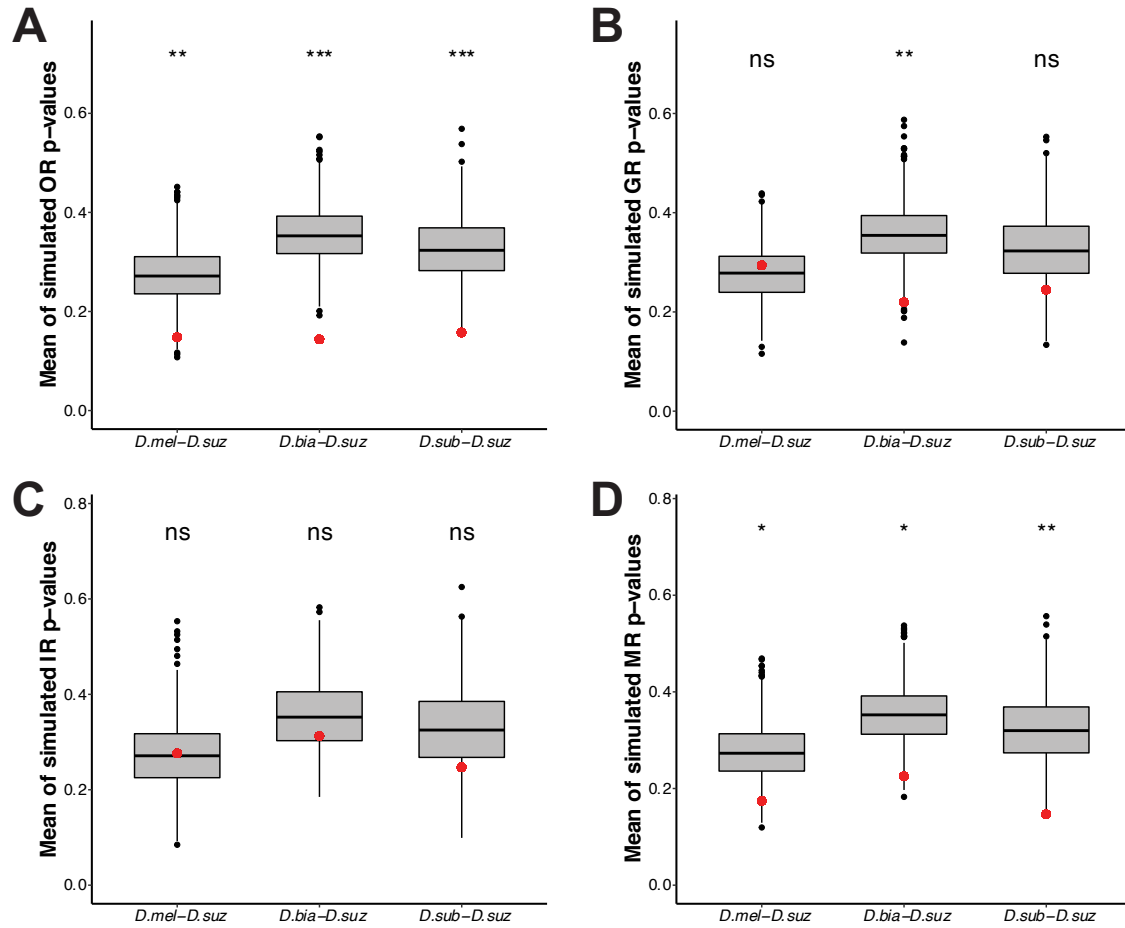 A
Mean of simulated OR p−values
** *** ***
0.6
0.4
0.2
0.0
D.mel−D.suz D.bia−D.suz D.sub−D.suz
B
Mean of simulated GR p−values
ns ** ns
0.6
0.4
0.2
0.0
D.mel−D.suz D.bia−D.suz D.sub−D.suz
C
Mean of simulated IR p−values
0.8
ns ns ns
0.6
0.4
0.2
0.0
D.mel−D.suz D.bia−D.suz D.sub−D.suz
D
Mean of simulated MR p−values
0.8
* * **
0.6
0.4
0.2
0.0
D.mel−D.suz D.bia−D.suz D.sub−D.suz